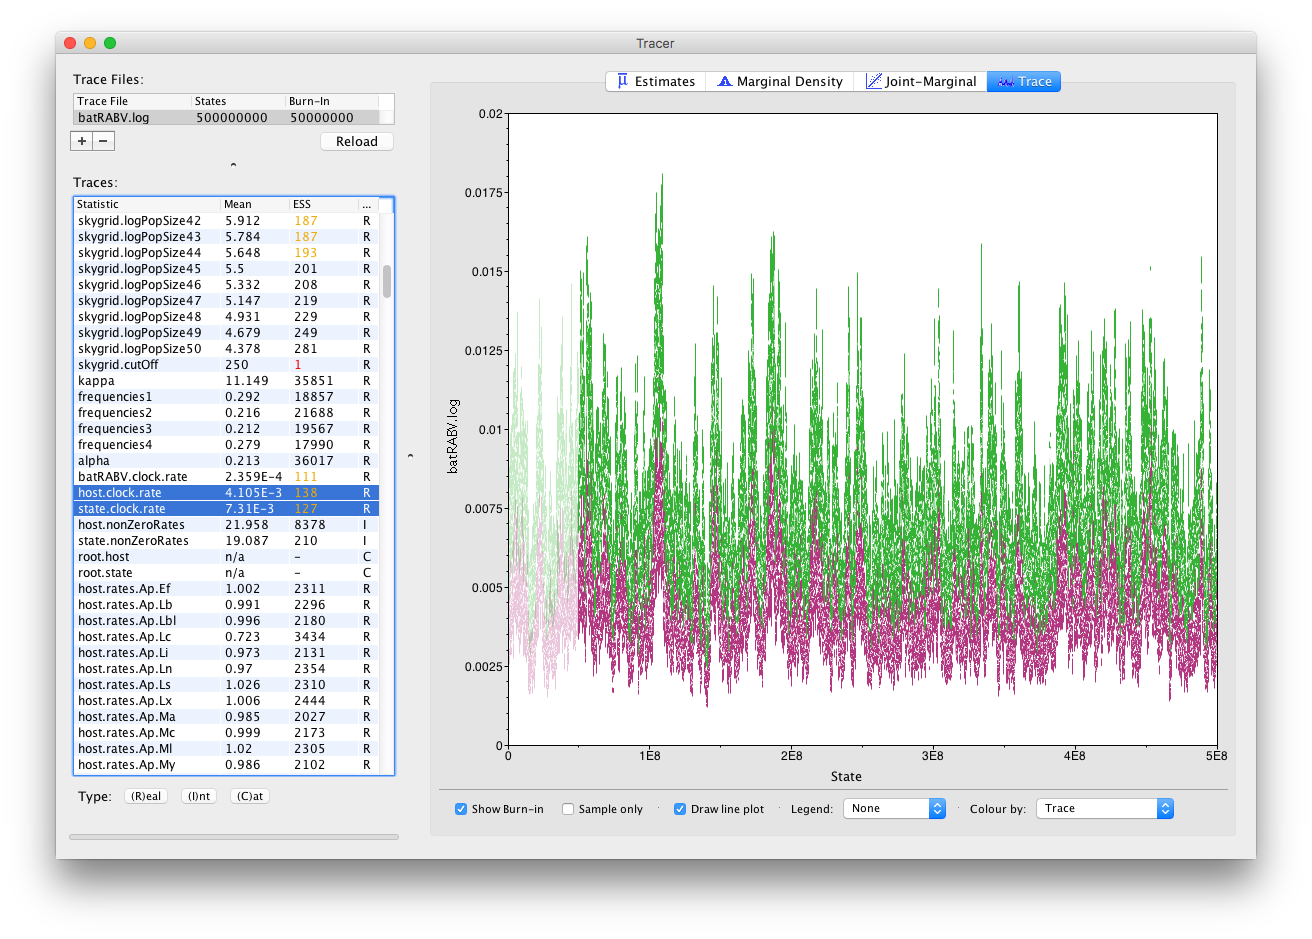 Tracer
Trace Files:
Trace File States Burn-In
batRABV.log 500000000 50000000
+ − Reload
Traces:
Statistic Mean ESS ...
skygrid.logPopSize42 5.912 187 R
skygrid.logPopSize43 5.784 187 R
skygrid.logPopSize44 5.648 193 R
skygrid.logPopSize45 5.5 201 R
skygrid.logPopSize46 5.332 208 R
skygrid.logPopSize47 5.147 219 R
skygrid.logPopSize48 4.931 229 R
skygrid.logPopSize49 4.679 249 R
skygrid.logPopSize50 4.378 281 R
skygrid.cutOff 250 1 R
kappa 11.149 35851 R
frequencies1 0.292 18857 R
frequencies2 0.216 21688 R
frequencies3 0.212 19567 R
frequencies4 0.279 17990 R
alpha 0.213 36017 R
batRABV.clock.rate 2.359E-4 111 R
host.clock.rate 4.105E-3 138 R
state.clock.rate 7.31E-3 127 R
host.nonZeroRates 21.958 8378 I
state.nonZeroRates 19.087 210 I
root.host n/a - C
root.state n/a - C
host.rates.Ap.Ef 1.002 2311 R
host.rates.Ap.Lb 0.991 2296 R
host.rates.Ap.Lbl 0.996 2180 R
host.rates.Ap.Lc 0.723 3434 R
host.rates.Ap.Li 0.973 2131 R
host.rates.Ap.Ln 0.97 2354 R
host.rates.Ap.Ls 1.026 2310 R
host.rates.Ap.Lx 1.006 2444 R
host.rates.Ap.Ma 0.985 2027 R
host.rates.Ap.Mc 0.999 2173 R
host.rates.Ap.Ml 1.02 2305 R
host.rates.Ap.My 0.986 2102 R
Type: (R)eal (I)nt (C)at
Estimates Marginal Density Joint-Marginal Trace
0.02
0.0175
0.015
0.0125
0.01
0.0075
0.005
0.0025
0
batRABV.log
0 1E8 2E8 3E8 4E8 5E8
State
Show Burn-in Sample only Draw line plot Legend: None Colour by: Trace